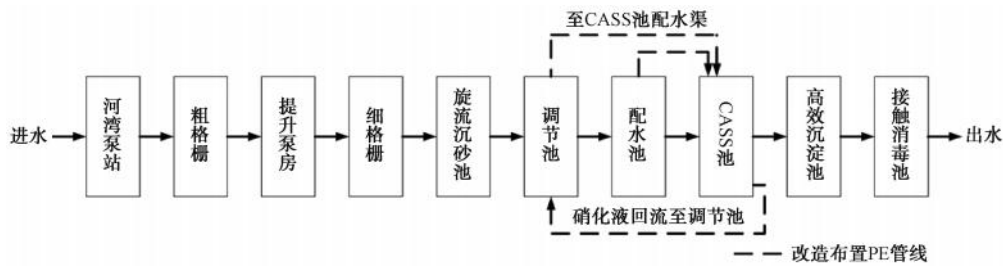 至CASS池配水渠
进水
河湾泵站
粗格栅
提升泵房
细格栅
旋流沉砂池
调节池
配水池
CASS池
高效沉淀池
接触消毒池
出水
硝化液回流至调节池
改造布置PE管线